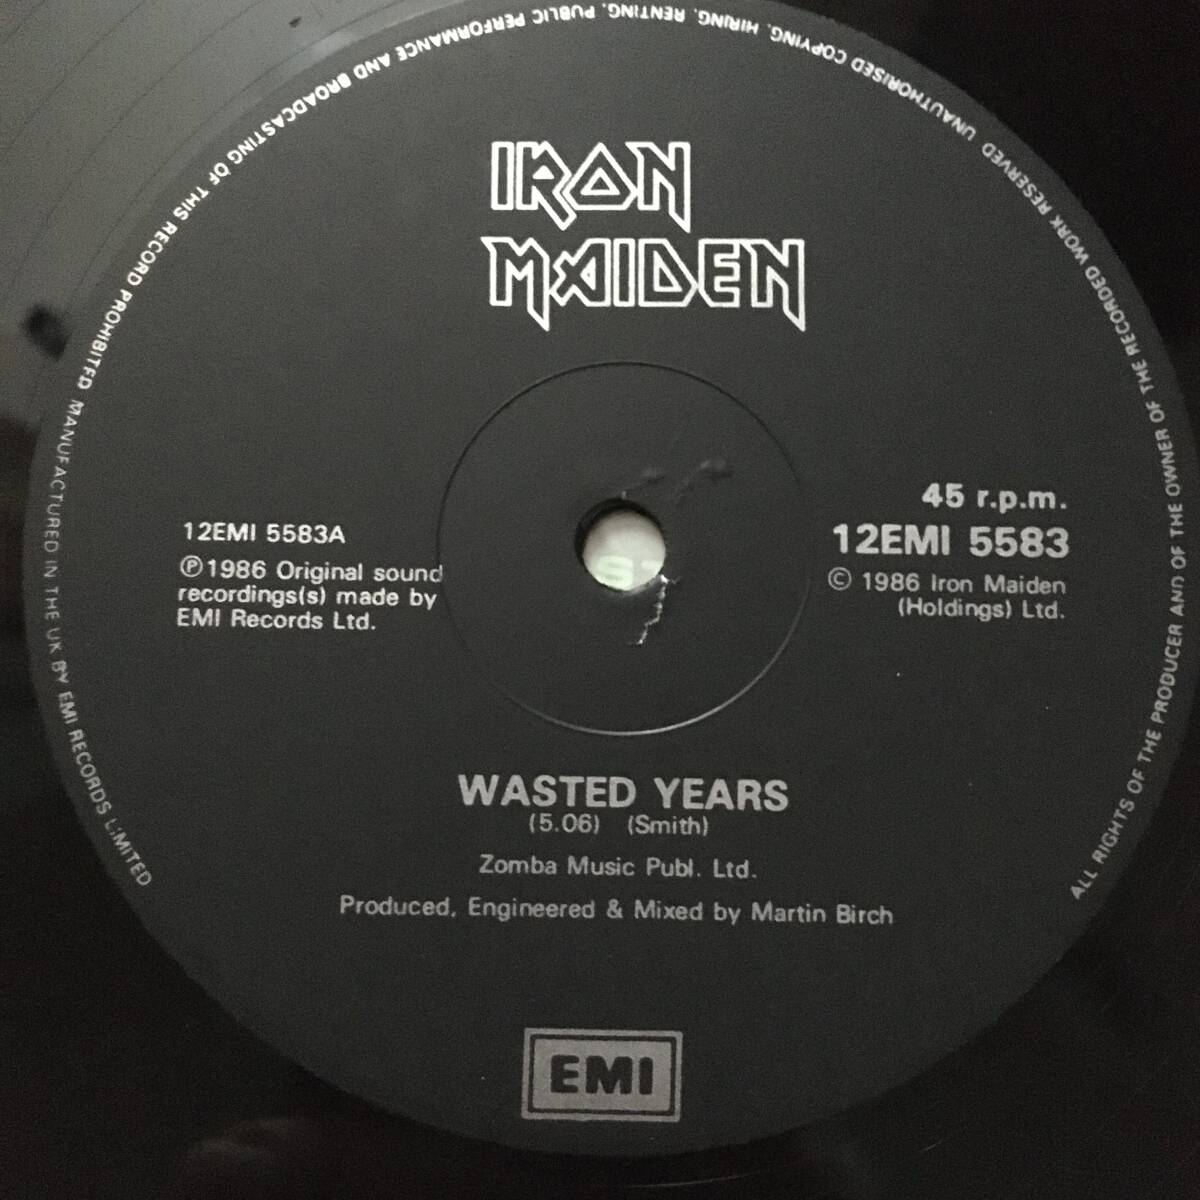 IRON
MAIDEN
45 r.p.m.
12EMI 5583
© 1986 Iron Maiden
(Holdings) Ltd.
12EMI 5583A
℗ 1986 Original sound
recordings(s) made by
EMI Records Ltd.
WASTED YEARS
(5.06) (Smith)
Zomba Music Publ. Ltd.
Produced, Engineered & Mixed by Martin Birch
EMI
ALL RIGHTS OF THE PRODUCER AND OF THE OWNER OF THE RECORDED WORK RESERVED UNAUTHORISED COPYING, HIRING, RENTING, PUBLIC PERFORMANCE AND BROADCASTING OF THIS RECORD PROHIBITED MANUFACTURED IN THE UK BY EMI RECORDS LIMITED